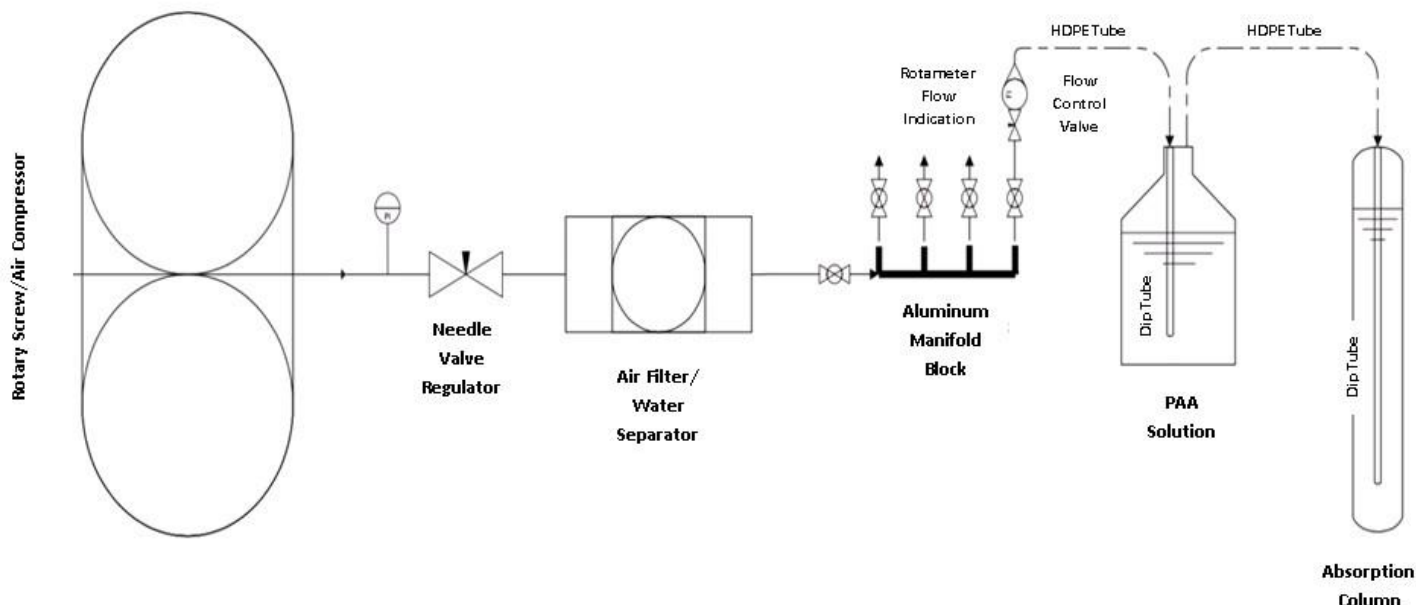 Rotary Screw/Air Compressor
PI
Needle
Valve
Regulator
Air Filter/
Water
Separator
Aluminum
Manifold
Block
Rotameter
Flow
Indication
Flow
Control
Valve
HDPE Tube
HDPE Tube
Dip Tube
PAA
Solution
Dip Tube
Absorption
Column